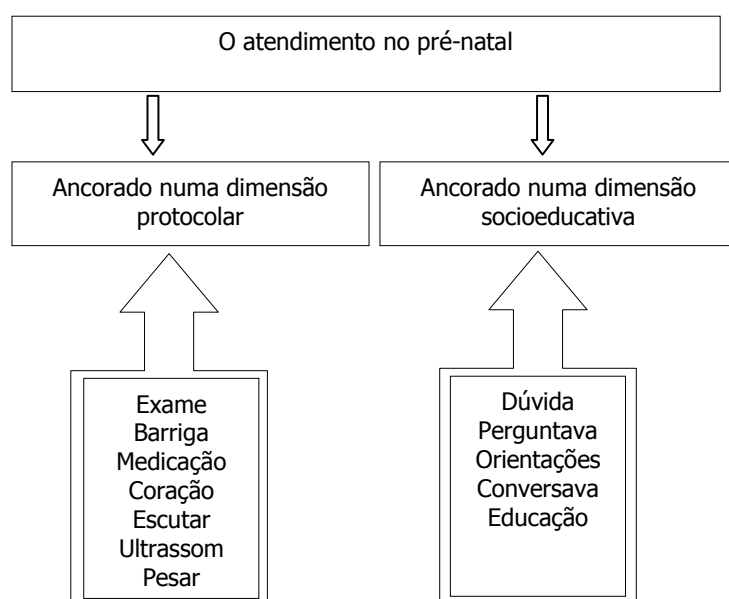 O atendimento no pré-natal
Ancorado numa dimensão
protocolar
Ancorado numa dimensão
socioeducativa
Exame
Barriga
Medicação
Coração
Escutar
Ultrassom
Pesar
Dúvida
Perguntava
Orientações
Conversava
Educação